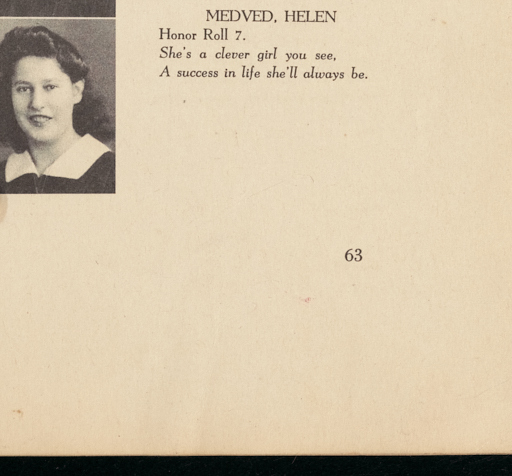 MEDVED, HELEN
Honor Roll 7.
She's a clever girl you see,
A success in life she'll always be.
63